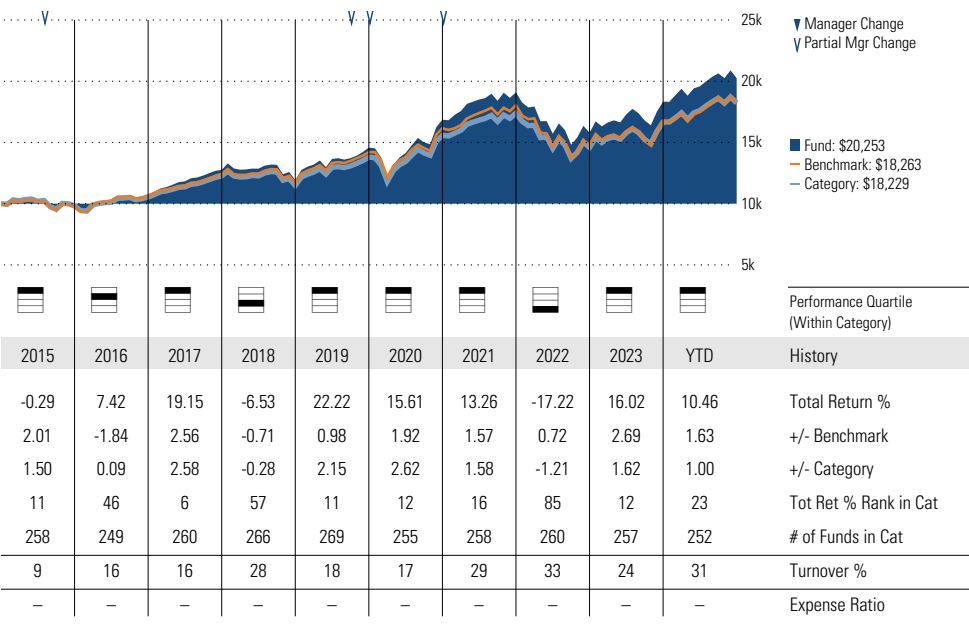 25k
20k
15k
10k
5k
Manager Change
Partial Mgr Change
Fund: $20,253
Benchmark: $18,263
Category: $18,229
Performance Quartile
(Within Category)
2015 2016 2017 2018 2019 2020 2021 2022 2023 YTD History
-0.29 7.42 19.15 -6.53 22.22 15.61 13.26 -17.22 16.02 10.46 Total Return %
2.01 -1.84 2.56 -0.71 0.98 1.92 1.57 0.72 2.69 1.63 +/- Benchmark
1.50 0.09 2.58 -0.28 2.15 2.62 1.58 -1.21 1.62 1.00 +/- Category
11 46 6 57 11 12 16 85 12 23 Tot Ret % Rank in Cat
258 249 260 266 269 255 258 260 257 252 # of Funds in Cat
9 16 16 28 18 17 29 33 24 31 Turnover %
– – – – – – – – – – Expense Ratio